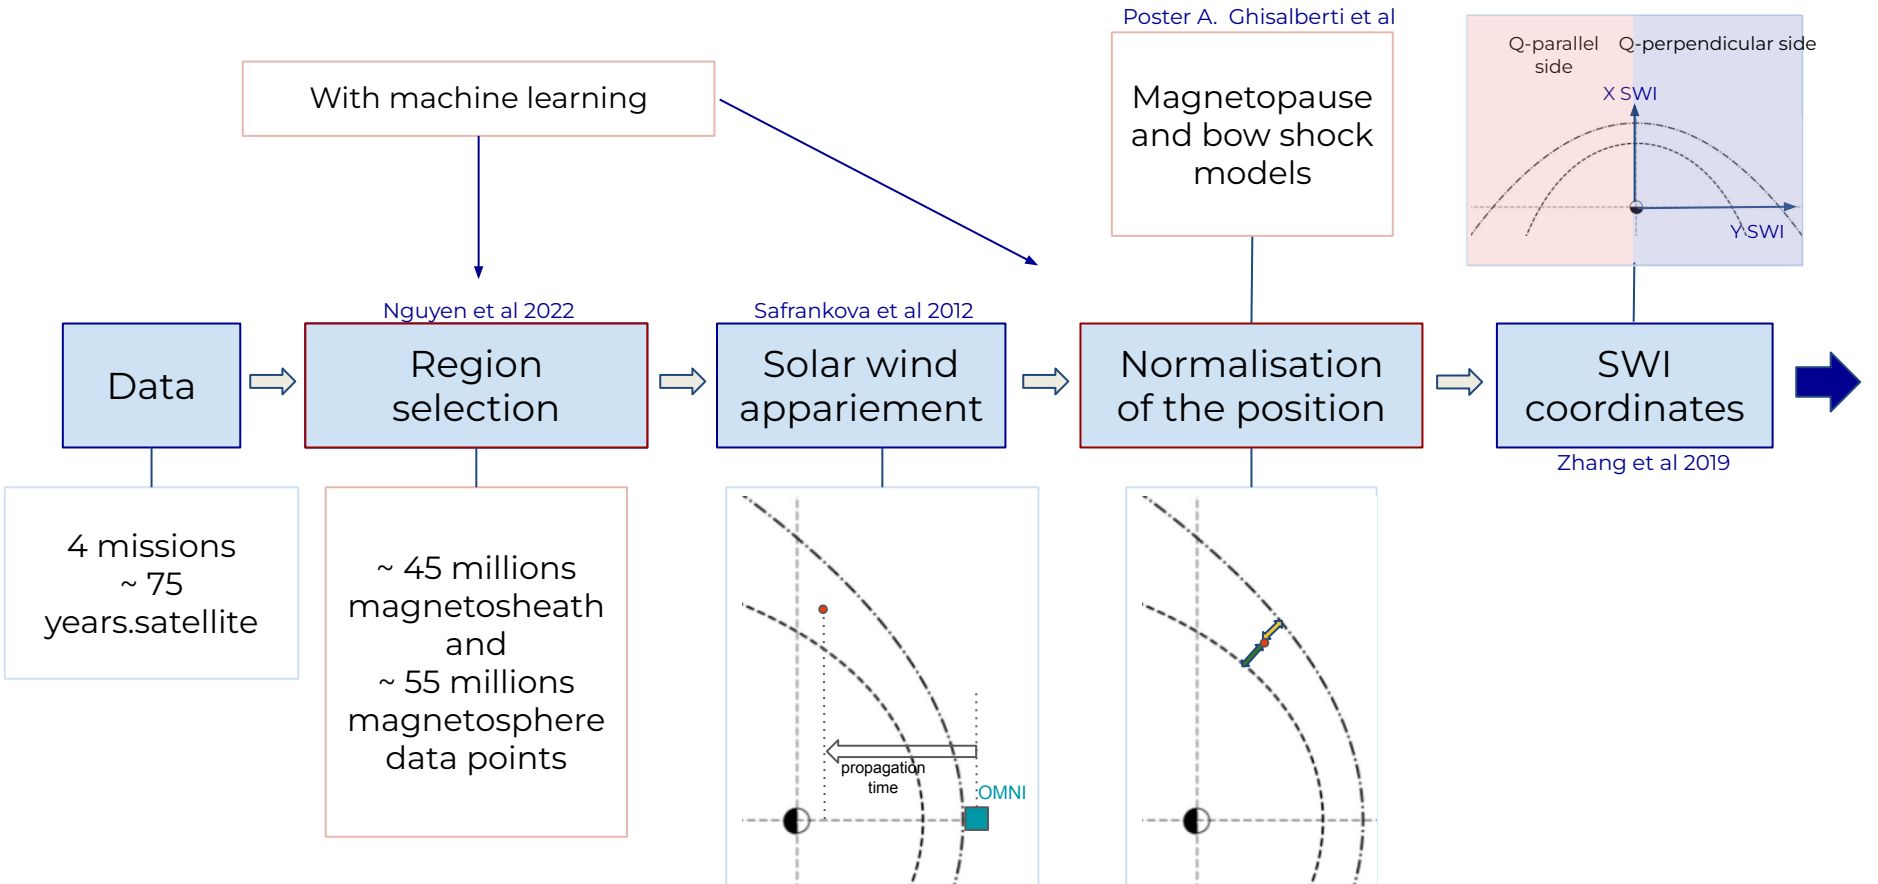 Poster A. Ghisalberti et al
With machine learning
Magnetopause
and bow shock
models
Q-parallel
side
Q-perpendicular side
X SWI
Y SWI
Nguyen et al 2022
Safrankova et al 2012
Data
Region
selection
Solar wind
appariement
Normalisation
of the position
SWI
coordinates
Zhang et al 2019
4 missions
~ 75
years.satellite
~ 45 millions
magnetosheath
and
~ 55 millions
magnetosphere
data points
propagation
time
OMNI